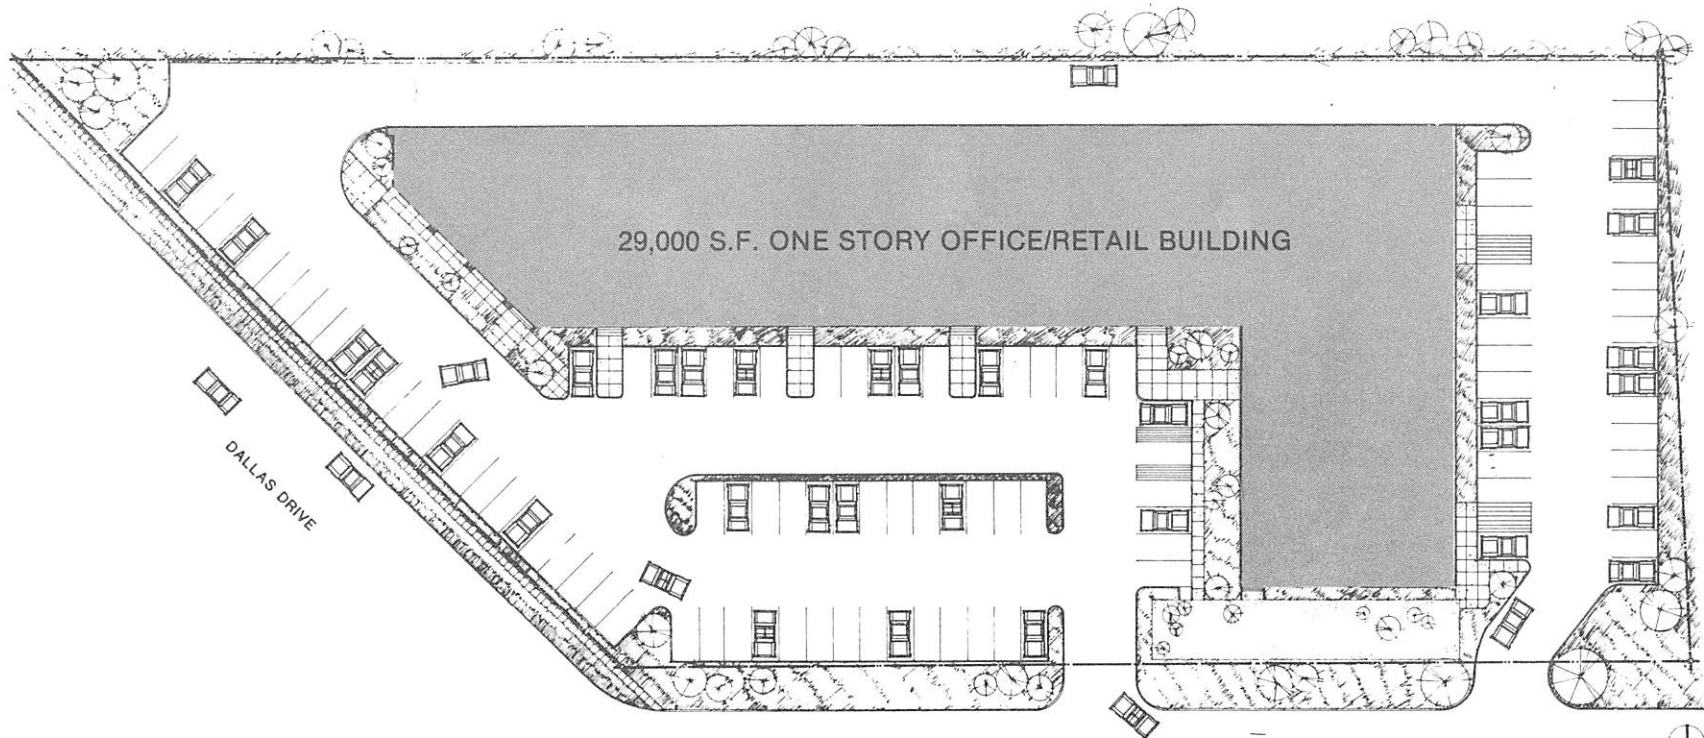 29,000 S.F. ONE STORY OFFICE/RETAIL BUILDING
DALLAS DRIVE